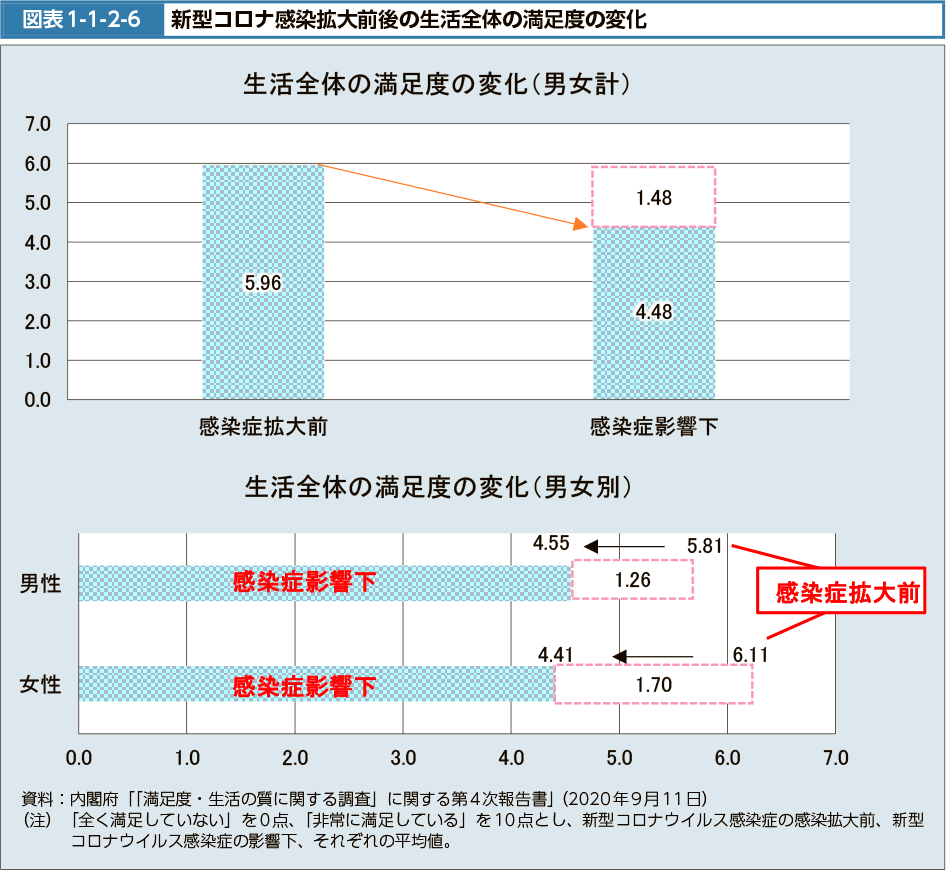 図表1-1-2-6 新型コロナ感染拡大前後の生活全体の満足度の変化
生活全体の満足度の変化（男女計）
7.0
6.0
5.0
4.0
3.0
2.0
1.0
0.0
5.96
1.48
4.48
感染症拡大前
感染症影響下
生活全体の満足度の変化（男女別）
4.55
5.81
男性
感染症影響下
1.26
感染症拡大前
4.41
6.11
女性
感染症影響下
1.70
0.0 1.0 2.0 3.0 4.0 5.0 6.0 7.0
資料：内閣府「「満足度・生活の質に関する調査」に関する第４次報告書」（2020年９月11日）
（注）「全く満足していない」を０点、「非常に満足している」を10点とし、新型コロナウイルス感染症の感染拡大前、新型
コロナウイルス感染症の影響下、それぞれの平均値。